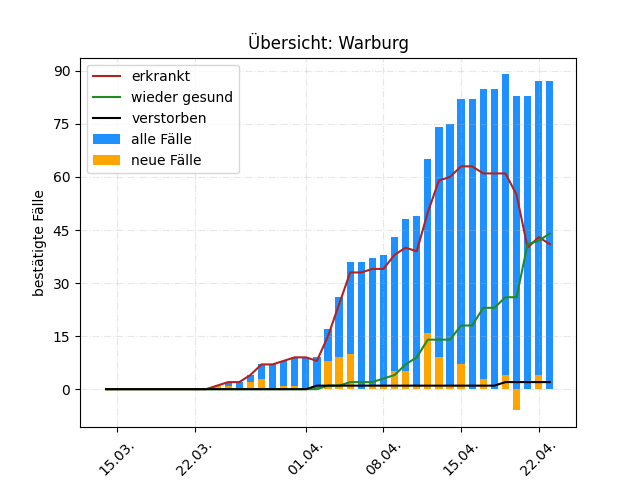 Übersicht: Warburg
erkrankt
wieder gesund
verstorben
alle Fälle
neue Fälle
bestätigte Fälle
90
75
60
45
30
15
0
15.03.
22.03.
01.04.
08.04.
15.04.
22.04.